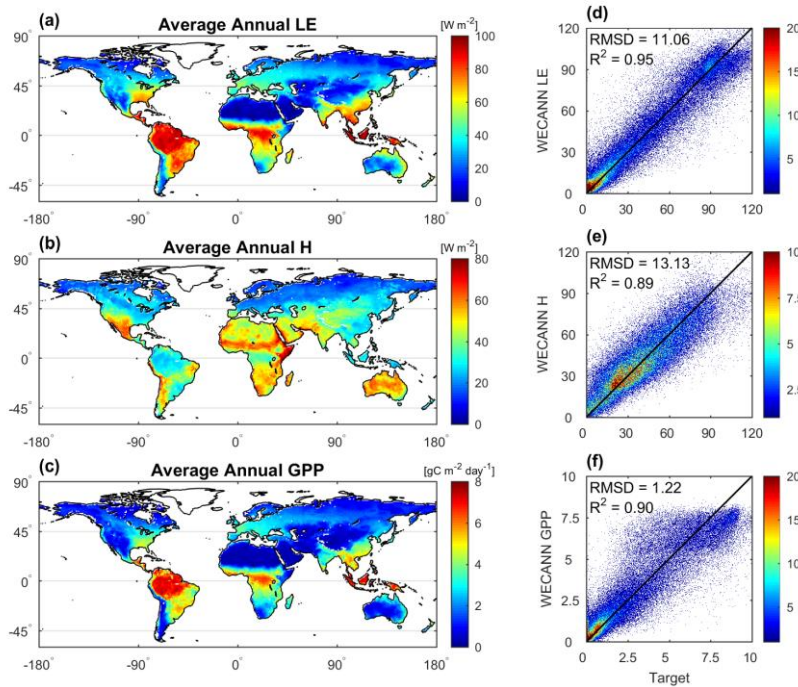 (a) Average Annual LE [W m-2]
90°
45°
0°
-45°
-180° -90° 0° 90° 180°
100
80
60
40
20
0
(b) Average Annual H [W m-2]
90°
45°
0°
-45°
-180° -90° 0° 90° 180°
80
60
40
20
0
(c) Average Annual GPP [gC m-2 day-1]
90°
45°
0°
-45°
-180° -90° 0° 90° 180°
8
6
4
2
0
(d)
RMSD = 11.06
R2 = 0.95
WECANN LE
120
90
60
30
0
0 30 60 90 120
20
15
10
5
(e)
RMSD = 13.13
R2 = 0.89
WECANN H
120
90
60
30
0
0 30 60 90 120
10
7.5
5
2.5
(f)
RMSD = 1.22
R2 = 0.90
WECANN GPP
10
7.5
5
2.5
0
0 2.5 5 7.5 10
Target
20
15
10
5